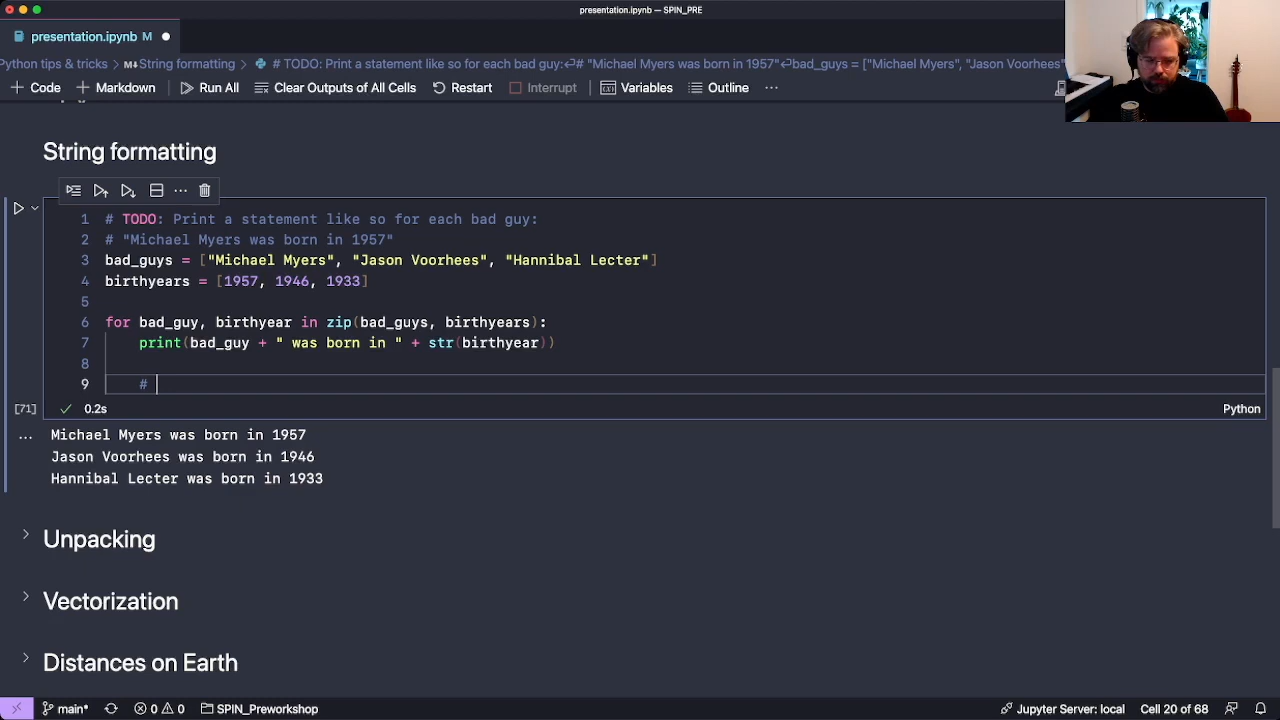 presentation.ipynb — SPIN_PRE
presentation.ipynb M
Python tips & tricks > M↓String formatting > # TODO: Print a statement like so for each bad guy:↵# "Michael Myers was born in 1957"↵bad_guys = ["Michael Myers", "Jason Voorhees"
+ Code + Markdown Run All Clear Outputs of All Cells Restart Interrupt Variables Outline ...
String formatting
1 # TODO: Print a statement like so for each bad guy:
2 # "Michael Myers was born in 1957"
3 bad_guys = ["Michael Myers", "Jason Voorhees", "Hannibal Lecter"]
4 birthyears = [1957, 1946, 1933]
5
6 for bad_guy, birthyear in zip(bad_guys, birthyears):
7 print(bad_guy + " was born in " + str(birthyear))
8
9 #
[71] 0.2s Python
Michael Myers was born in 1957
Jason Voorhees was born in 1946
Hannibal Lecter was born in 1933
Unpacking
Vectorization
Distances on Earth
main* 0 0 SPIN_Preworkshop Jupyter Server: local Cell 20 of 68